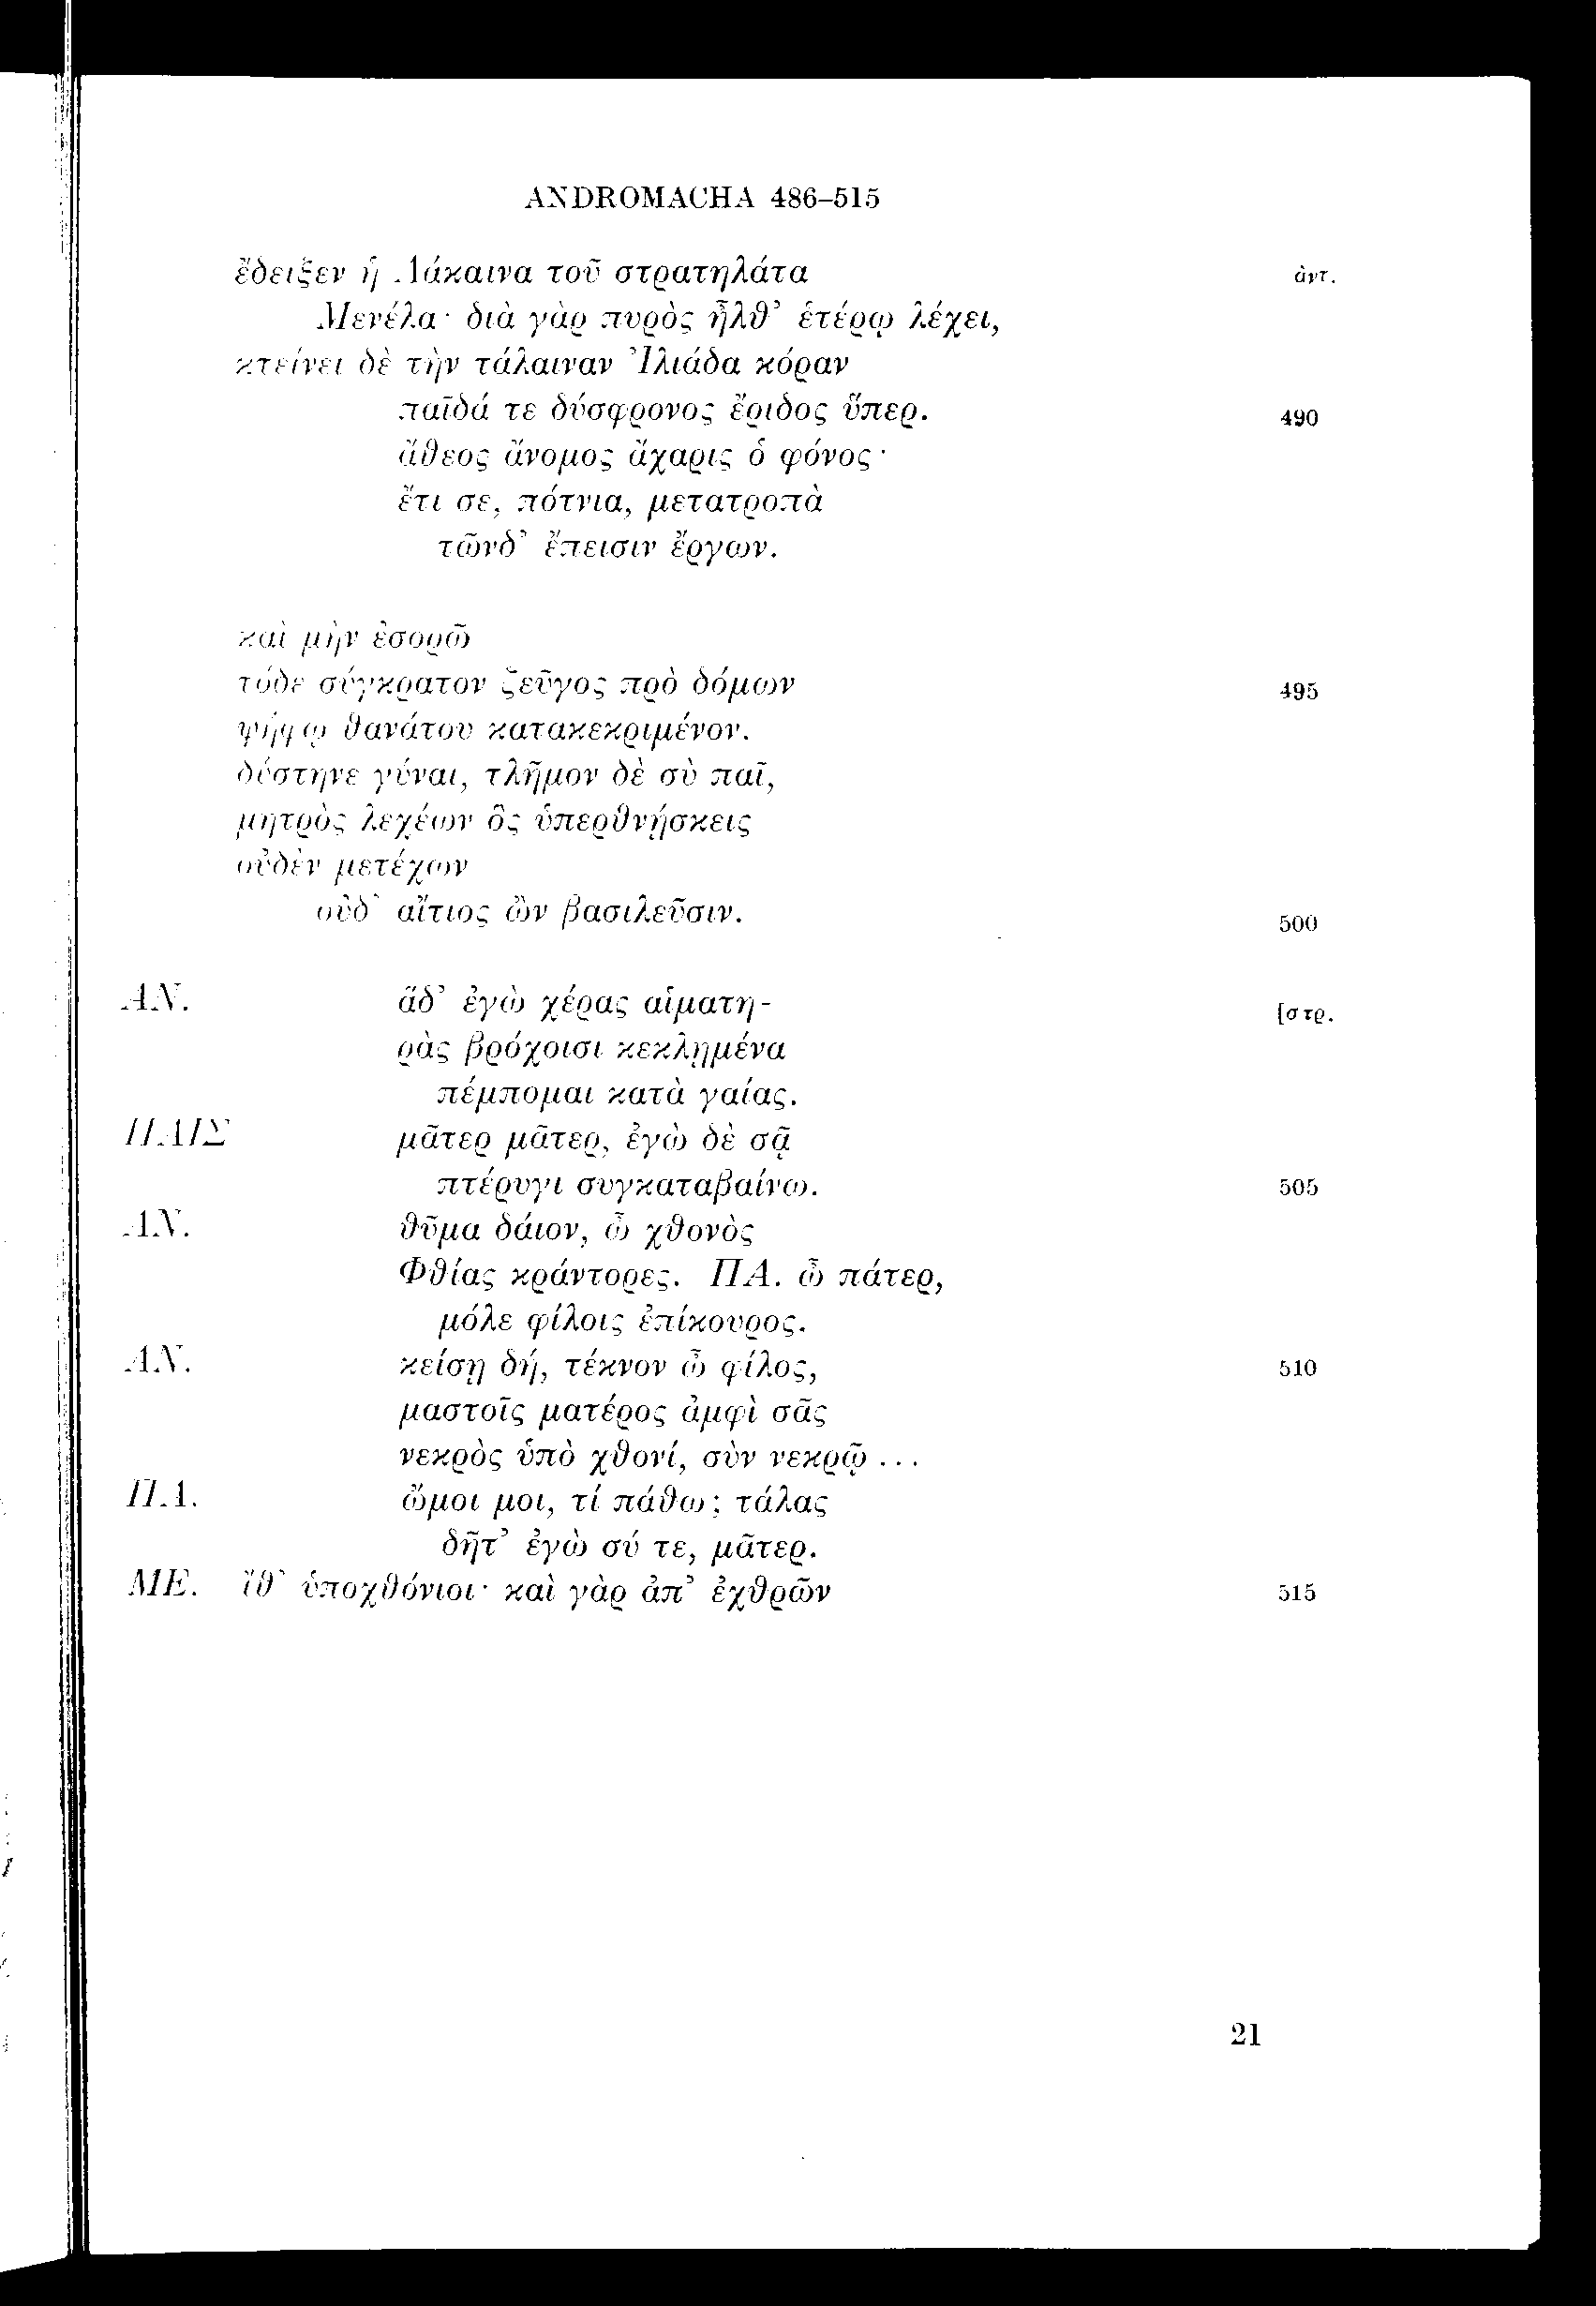 ANDROMACHA 486–515
ἔδειξεν ἡ Λάκαινα τοῦ στρατηλάτα ἀντ.
Μενέλα· διὰ γὰρ πυρὸς ἦλθ’ ἑτέρῳ λέχει,
κτείνει δὲ τὴν τάλαιναν Ἰλιάδα κόραν
παῖδά τε δύσφρονος ἔριδος ὕπερ. 490
ἄθεος ἄνομος ἄχαρις ὁ φόνος·
ἔτι σε, πότνια, μετατροπὰ
τῶνδ’ ἔπεισιν ἔργων.
καὶ μὴν ἐσορῶ
τόδε σύγκρατον ζεῦγος πρὸ δόμων 495
ψήφῳ θανάτου κατακεκριμένον.
δύστηνε γύναι, τλῆμον δὲ σὺ παῖ,
μητρὸς λεχέων ὃς ὑπερθνῄσκεις
οὐδὲν μετέχων
οὐδ’ αἴτιος ὢν βασιλεῦσιν. 500
ΑΝ. ἅδ’ ἐγὼ χέρας αἱματη- [στρ.
ρὰς βρόχοισι κεκλῃμένα
πέμπομαι κατὰ γαίας.
ΠΑΙΣ μᾶτερ μᾶτερ, ἐγὼ δὲ σᾷ
πτέρυγι συγκαταβαίνω. 505
ΑΝ. θῦμα δάιον, ὦ χθονὸς
Φθίας κράντορες. ΠΑ. ὦ πάτερ,
μόλε φίλοις ἐπίκουρος.
ΑΝ. κείσῃ δή, τέκνον ὦ φίλος, 510
μαστοῖς ματέρος ἀμφὶ σᾶς
νεκρὸς ὑπὸ χθονί, σὺν νεκρῷ ...
ΠΑ. ὤμοι μοι, τί πάθω; τάλας
δῆτ’ ἐγὼ σύ τε, μᾶτερ.
ΜΕ. ἴθ’ ὑποχθόνιοι· καὶ γὰρ ἀπ’ ἐχθρῶν 515
21